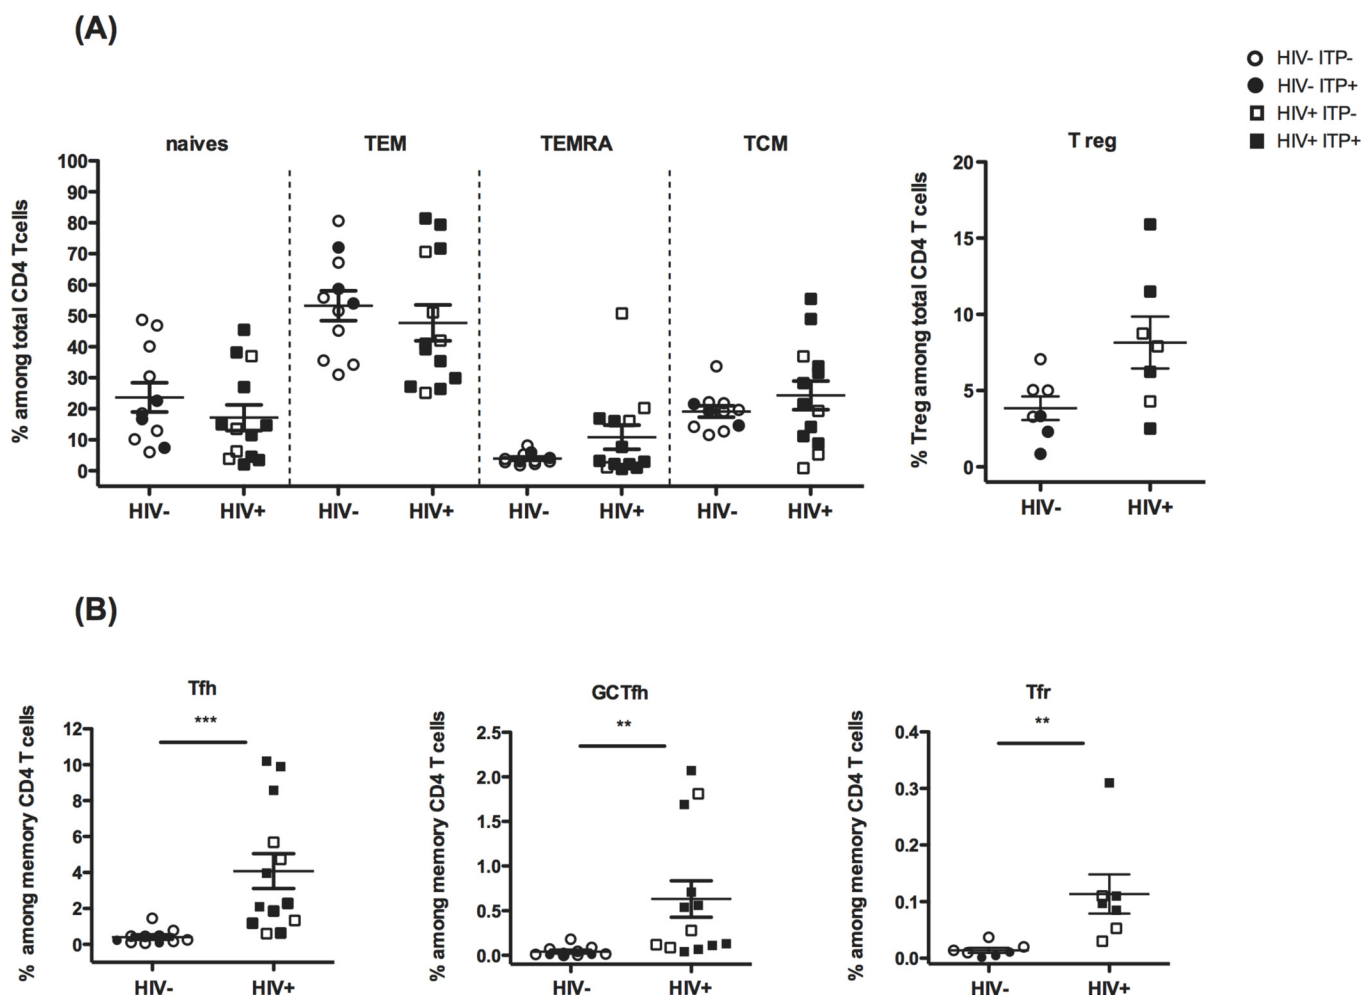 (A)
HIV- ITP-
HIV- ITP+
HIV+ ITP-
HIV+ ITP+
naives TEM TEMRA TCM
% among total CD4 Tcells
100
90
80
70
60
50
40
30
20
10
0
HIV- HIV+ HIV- HIV+ HIV- HIV+ HIV- HIV+
T reg
% Treg among total CD4 T cells
20
15
10
5
0
HIV- HIV+
(B)
Tfh
***
% among memory CD4 T cells
12
10
8
6
4
2
0
HIV- HIV+
GCTfh
**
% among memory CD4 T cells
2.5
2.0
1.5
1.0
0.5
0.0
HIV- HIV+
Tfr
**
% among memory CD4 T cells
0.4
0.3
0.2
0.1
0.0
HIV- HIV+